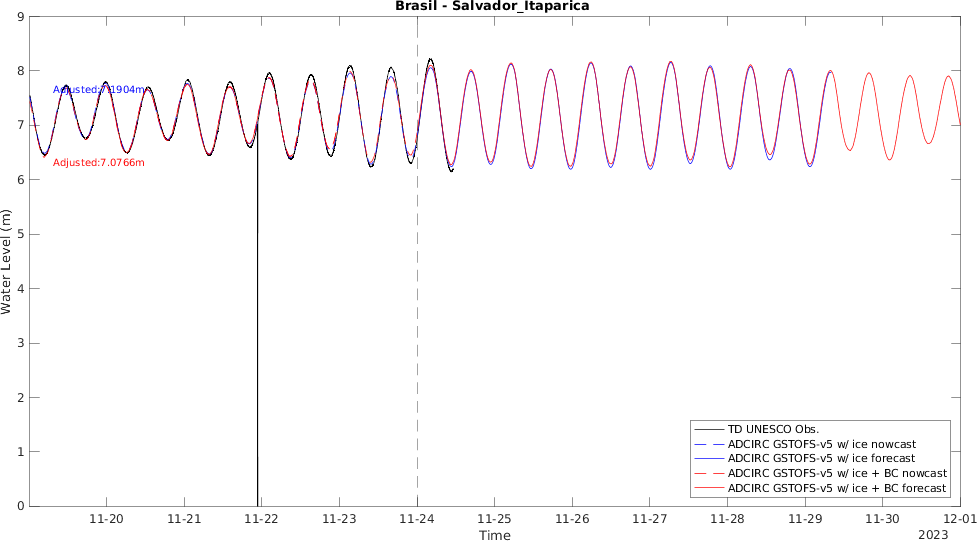 Brasil - Salvador_Itaparica
Water Level (m)
9
8
7
6
5
4
3
2
1
0
Adjusted:7.1904m
Adjusted:7.0766m
TD UNESCO Obs.
ADCIRC GSTOFS-v5 w/ ice nowcast
ADCIRC GSTOFS-v5 w/ ice forecast
ADCIRC GSTOFS-v5 w/ ice + BC nowcast
ADCIRC GSTOFS-v5 w/ ice + BC forecast
11-20 11-21 11-22 11-23 11-24 11-25 11-26 11-27 11-28 11-29 11-30 12-01
Time
2023